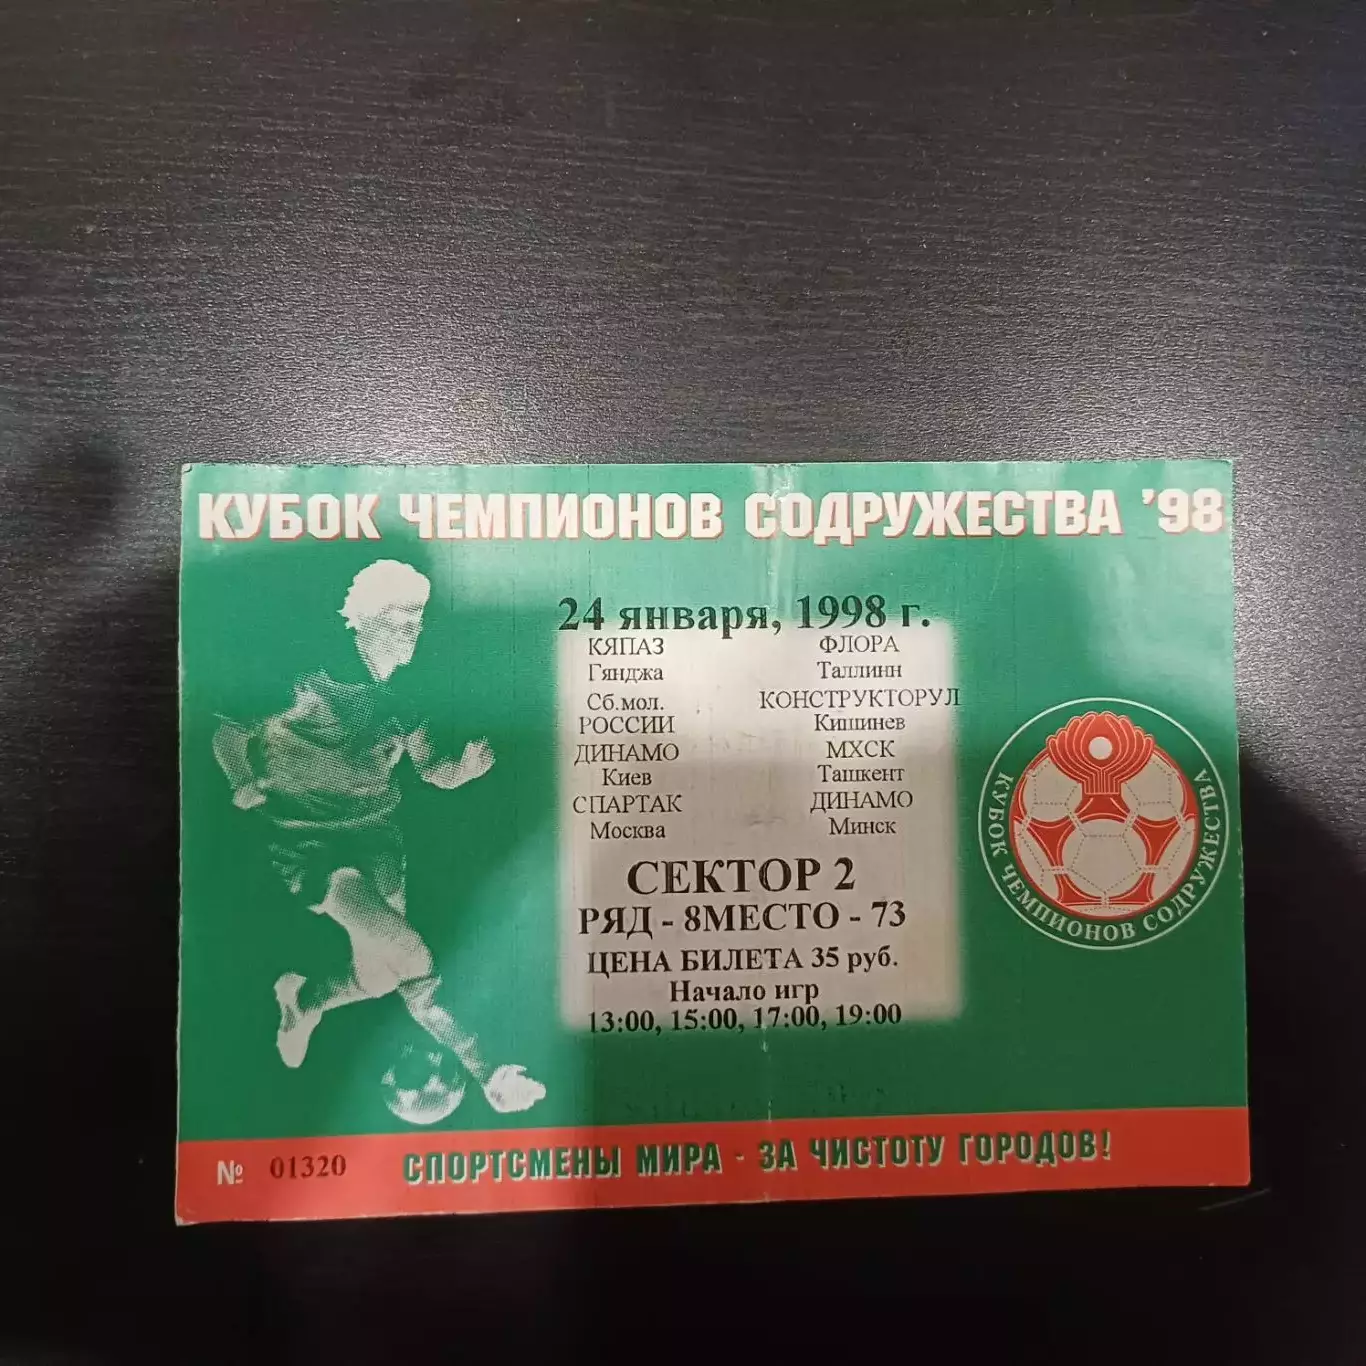 КУБОК ЧЕМПИОНОВ СОДРУЖЕСТВА '98
24 января, 1998 г.
КЯПАЗ ФЛОРА
Гянджа Таллинн
Сб.мол. КОНСТРУКТОРУЛ
РОССИИ Кишинев
ДИНАМО МХСК
Киев Ташкент
СПАРТАК ДИНАМО
Москва Минск
СЕКТОР 2
РЯД - 8МЕСТО - 73
ЦЕНА БИЛЕТА 35 руб.
Начало игр
13:00, 15:00, 17:00, 19:00
КУБОК ЧЕМПИОНОВ СОДРУЖЕСТВА
№ 01320 СПОРТСМЕНЫ МИРА - ЗА ЧИСТОТУ ГОРОДОВ!